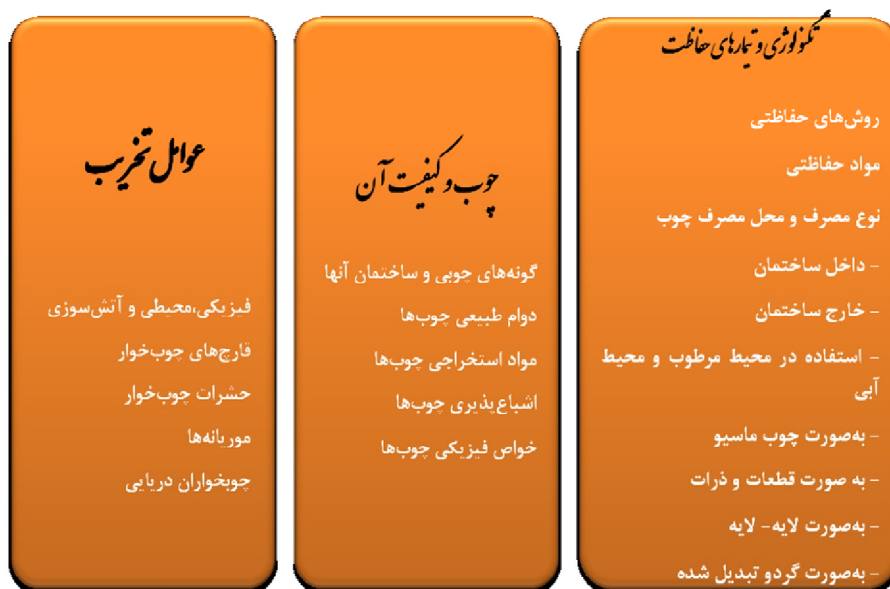 تکنولوژی و تیمارهای حفاظت
روش‌های حفاظتی
مواد حفاظتی
نوع مصرف و محل مصرف چوب
- داخل ساختمان
- خارج ساختمان
- استفاده در محیط مرطوب و محیط
آبی
- به‌صورت چوب ماسیو
- به صورت قطعات و ذرات
- به‌صورت لایه- لایه
- به‌صورت گردو تبدیل شده
چوب و کیفیت آن
گونه‌های چوبی و ساختمان آنها
دوام طبیعی چوب‌ها
مواد استخراجی چوب‌ها
اشباع‌پذیری چوب‌ها
خواص فیزیکی چوب‌ها
عوامل تخریب
فیزیکی،محیطی و آتش‌سوزی
قارچ‌های چوب‌خوار
حشرات چوب‌خوار
موریانه‌ها
چوبخواران دریایی